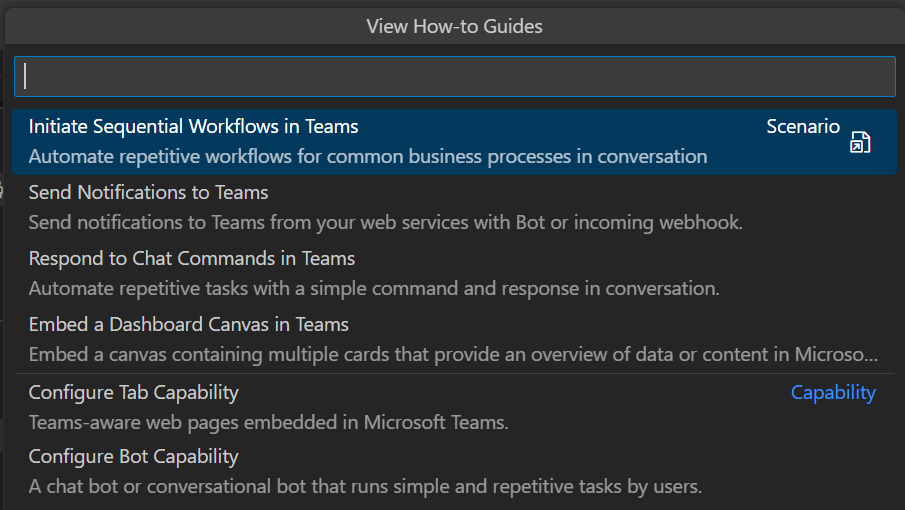 View How-to Guides
Initiate Sequential Workflows in Teams Scenario
Automate repetitive workflows for common business processes in conversation
Send Notifications to Teams
Send notifications to Teams from your web services with Bot or incoming webhook.
Respond to Chat Commands in Teams
Automate repetitive tasks with a simple command and response in conversation.
Embed a Dashboard Canvas in Teams
Embed a canvas containing multiple cards that provide an overview of data or content in Microso...
Configure Tab Capability Capability
Teams-aware web pages embedded in Microsoft Teams.
Configure Bot Capability
A chat bot or conversational bot that runs simple and repetitive tasks by users.